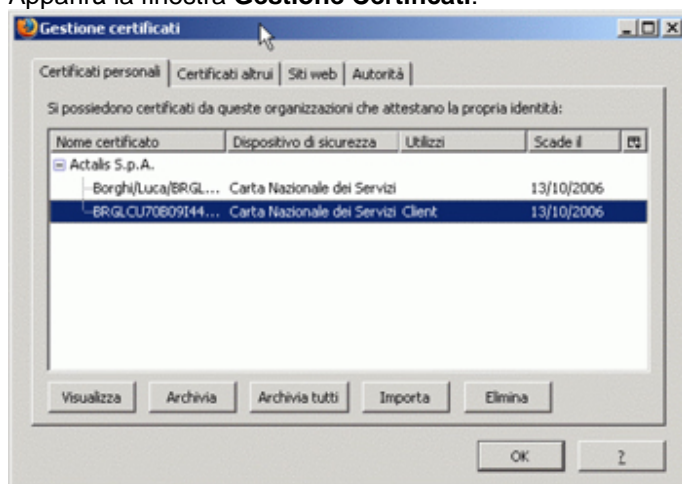 Apparirà la finestra Gestione Certificati.
Gestione certificati
Certificati personali Certificati altrui Siti web Autorità
Si possiedono certificati da queste organizzazioni che attestano la propria identità:
Nome certificato Dispositivo di sicurezza Utilizzi Scade il
Actalis S.p.A.
Borghi/Luca/BRGL... Carta Nazionale dei Servizi 13/10/2006
BRGLCU70B09I44... Carta Nazionale dei Servizi Client 13/10/2006
Visualizza Archivia Archivia tutti Importa Elimina
OK ?